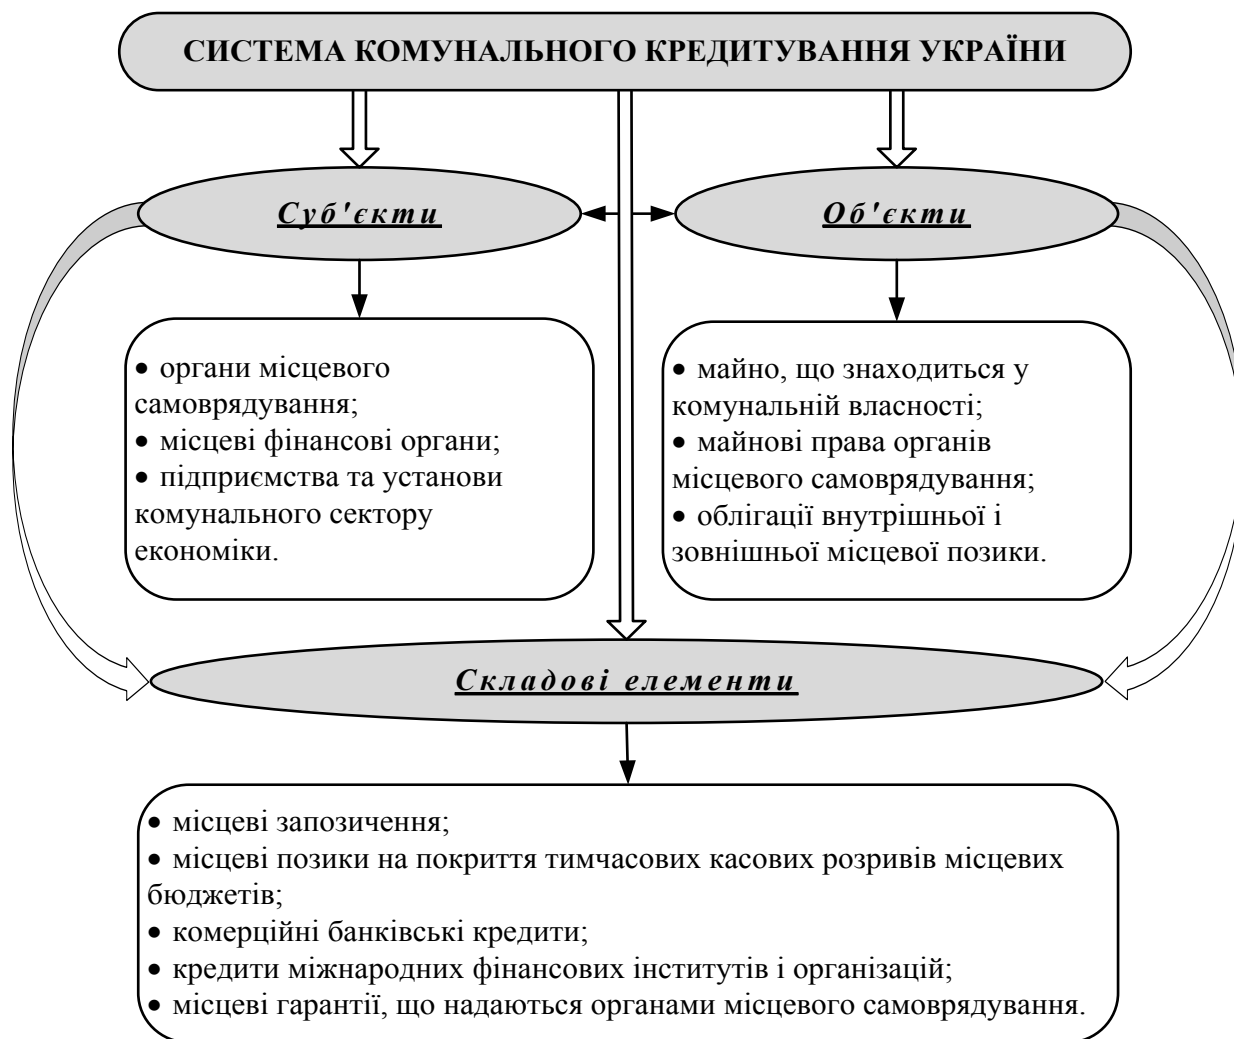 СИСТЕМА КОМУНАЛЬНОГО КРЕДИТУВАННЯ УКРАЇНИ
Суб'єкти
Об'єкти
• органи місцевого
самоврядування;
• місцеві фінансові органи;
• підприємства та установи
комунального сектору
економіки.
• майно, що знаходиться у
комунальній власності;
• майнові права органів
місцевого самоврядування;
• облігації внутрішньої і
зовнішньої місцевої позики.
Складові елементи
• місцеві запозичення;
• місцеві позики на покриття тимчасових касових розривів місцевих
бюджетів;
• комерційні банківські кредити;
• кредити міжнародних фінансових інститутів і організацій;
• місцеві гарантії, що надаються органами місцевого самоврядування.